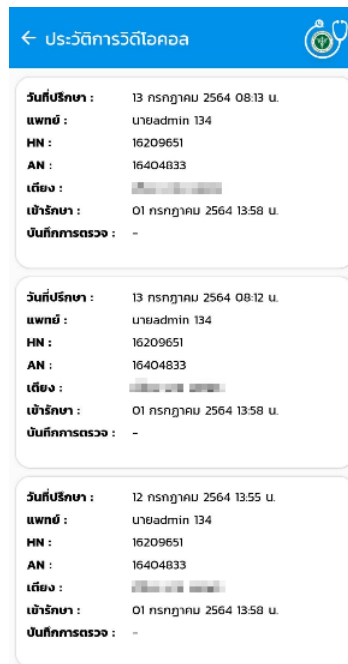 ← ประวัติการวิดีโอคอล
วันที่ปรึกษา : 13 กรกฎาคม 2564 08:13 น.
แพทย์ : นายadmin 134
HN : 16209651
AN : 16404833
เตียง :
เข้ารักษา : 01 กรกฎาคม 2564 13:58 น.
บันทึกการตรวจ : -
วันที่ปรึกษา : 13 กรกฎาคม 2564 08:12 น.
แพทย์ : นายadmin 134
HN : 16209651
AN : 16404833
เตียง :
เข้ารักษา : 01 กรกฎาคม 2564 13:58 น.
บันทึกการตรวจ : -
วันที่ปรึกษา : 12 กรกฎาคม 2564 13:55 น.
แพทย์ : นายadmin 134
HN : 16209651
AN : 16404833
เตียง :
เข้ารักษา : 01 กรกฎาคม 2564 13:58 น.
บันทึกการตรวจ : -